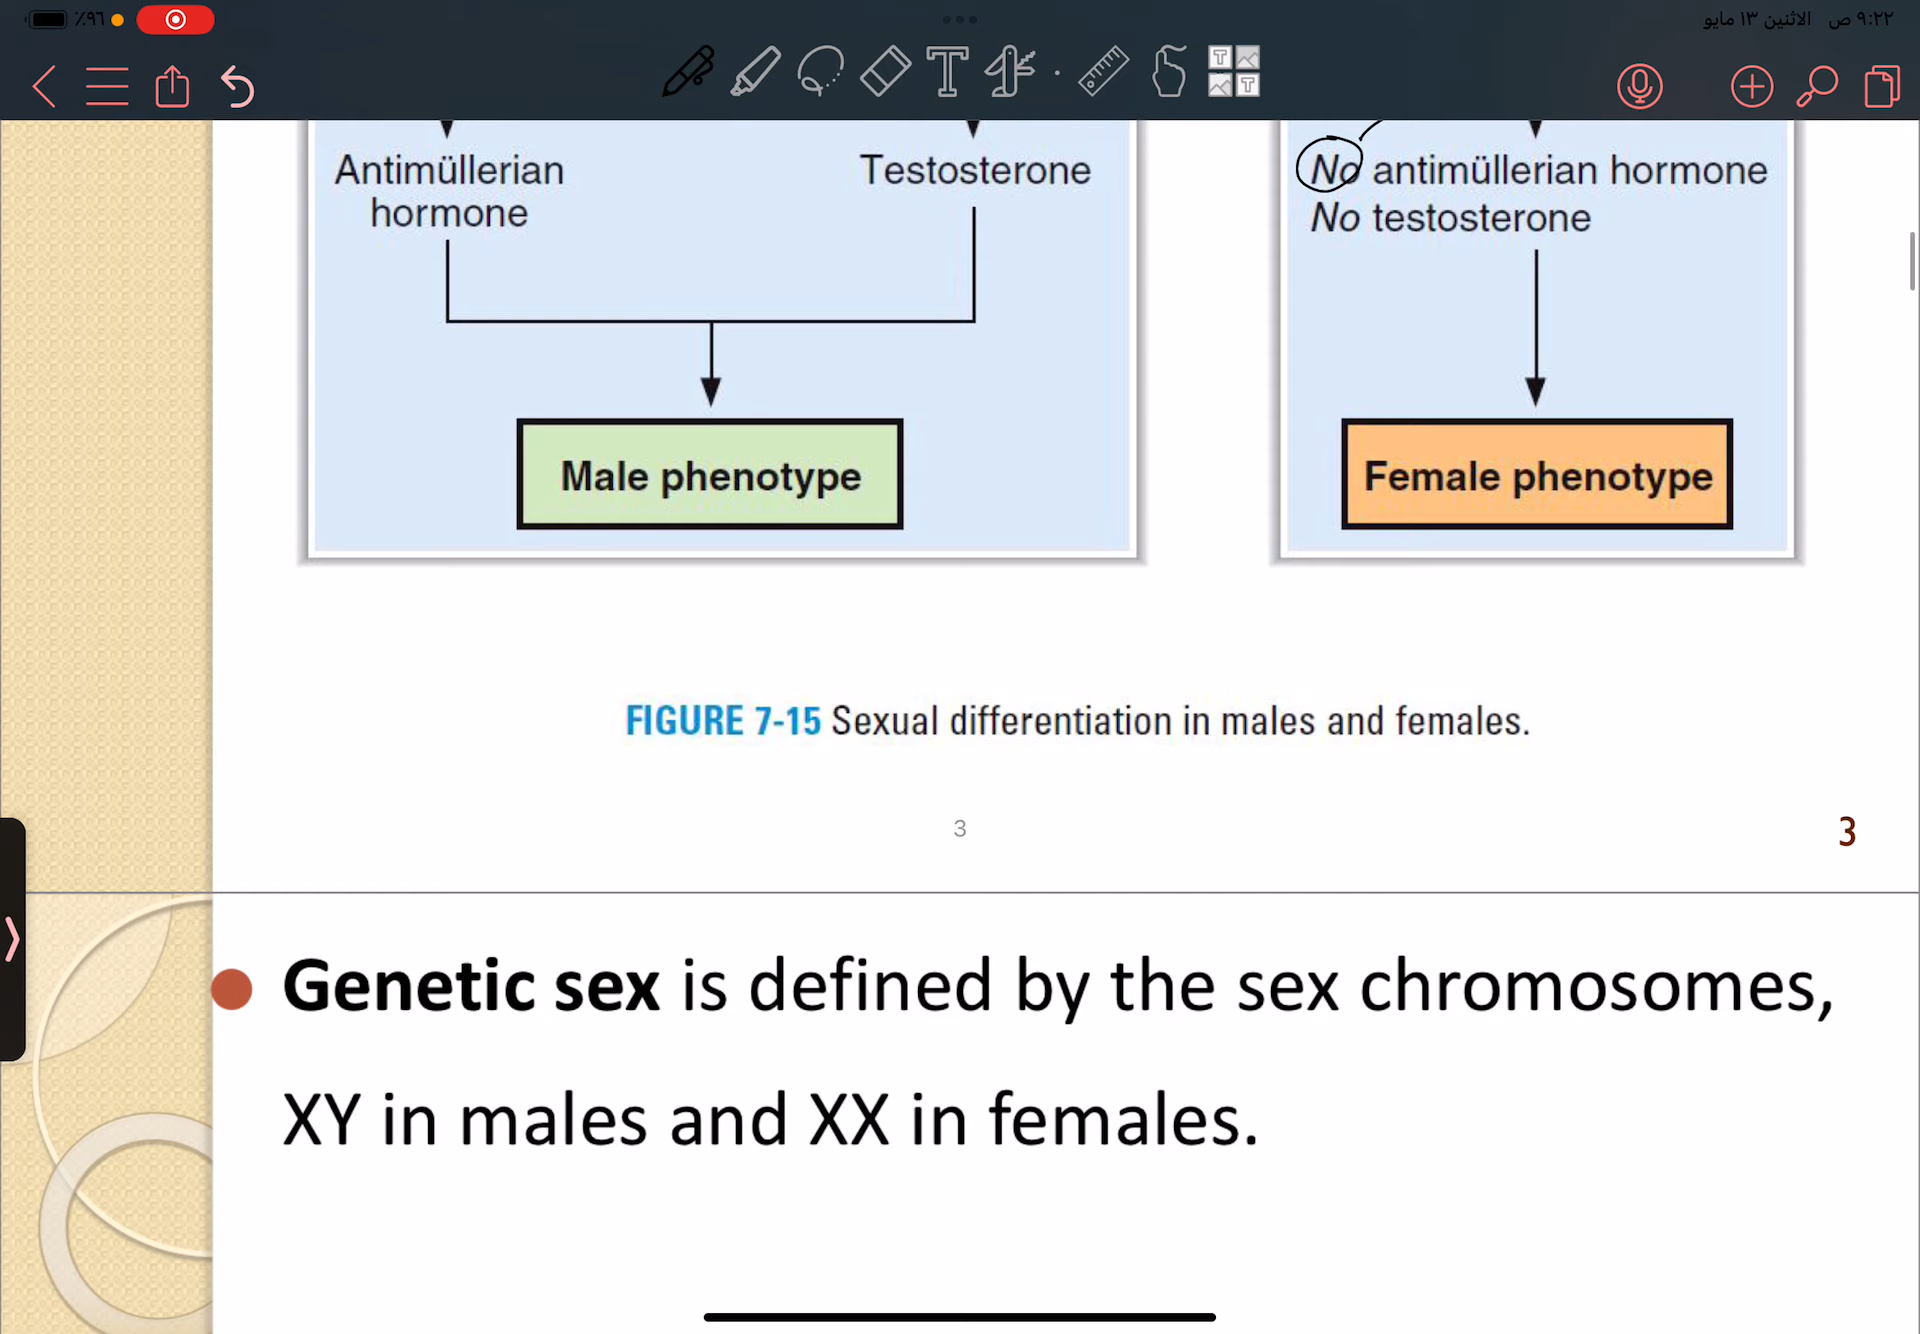 ٪٩٦
٩:٢٢ ص الاثنين ١٣ مايو
Antimüllerian
hormone
Testosterone
No antimüllerian hormone
No testosterone
Male phenotype
Female phenotype
FIGURE 7-15 Sexual differentiation in males and females.
3
3
Genetic sex is defined by the sex chromosomes,
XY in males and XX in females.